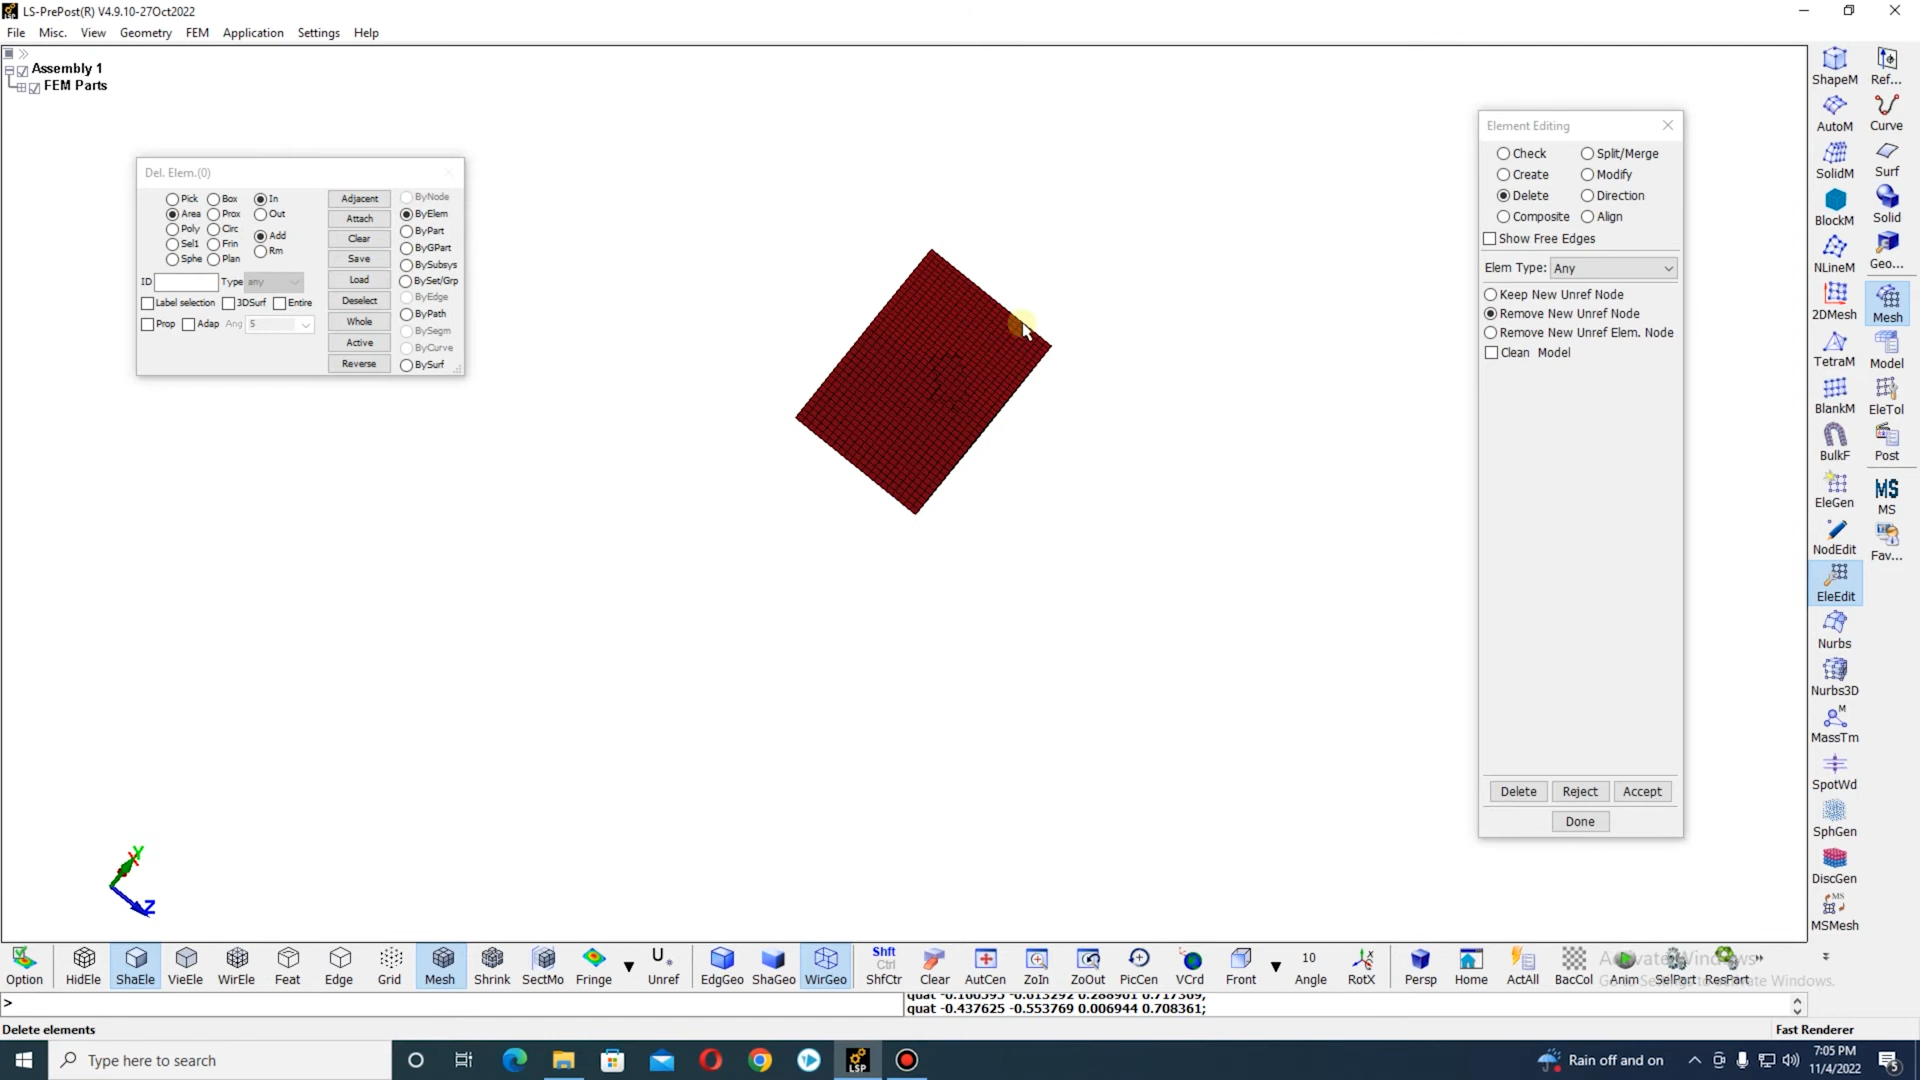 LS-PrePost(R) V4.9.10-27Oct2022
File Misc. View Geometry FEM Application Settings Help
Assembly 1
FEM Parts
Del. Elem.(0)
Pick Box In Adjacent ByNode
Area Prox Out Attach ByElem
Poly Circ Add Clear ByPart
Sel1 Frin Rm Save ByGPart
Sphe Plan Load BySubsys
ID Type any Deselect BySet/Grp
Label selection 3DSurf Entire Whole ByEdge
Prop Adap Ang 5 Active ByPath
Reverse BySegm
ByCurve
BySurf
Element Editing
Check Split/Merge
Create Modify
Delete Direction
Composite Align
Show Free Edges
Elem Type: Any
Keep New Unref Node
Remove New Unref Node
Remove New Unref Elem. Node
Clean Model
Delete Reject Accept
Done
ShapeM Ref...
AutoM Curve
SolidM Surf
BlockM Solid
NLineM Geo...
2DMesh Mesh
TetraM Model
BlankM EleTol
BulkF Post
EleGen MS
NodEdit Fav...
EleEdit
Nurbs
Nurbs3D
MassTm
SpotWd
SphGen
DiscGen
MSMesh
Y
X
Z
Option HidEle ShaEle VieEle WirEle Feat Edge Grid Mesh Shrink SectMo Fringe Unref EdgGeo ShaGeo WirGeo ShfCtr Clear AutCen ZoIn ZoOut PicCen VCrd Front Angle RotX Persp Home ActAll BacCol Anim SelPart ResPart
Shft
Ctrl
10
Activate Windows
Go to Settings to activate Windows.
>
quat -0.437625 -0.553769 0.006944 0.708361;
Delete elements
Fast Renderer
Type here to search
LSP
Rain off and on
7:05 PM
11/4/2022
5